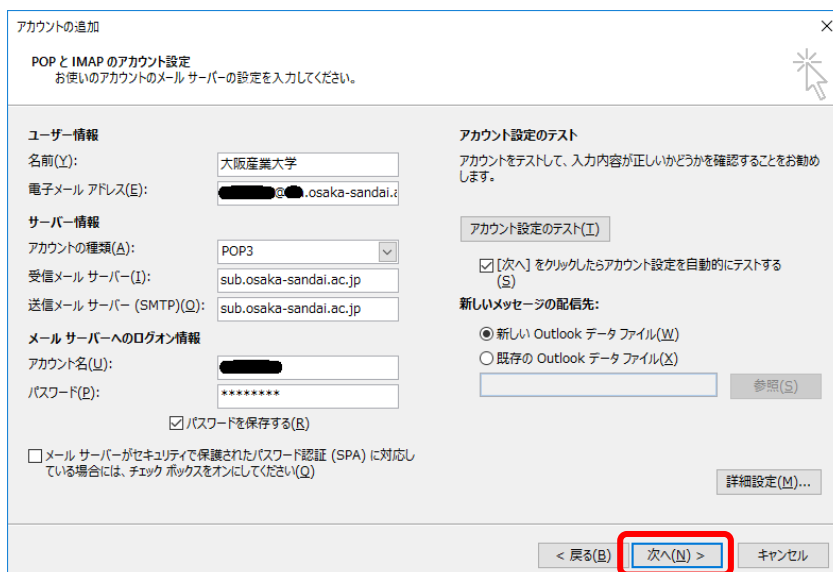 アカウントの追加
POP と IMAP のアカウント設定
お使いのアカウントのメール サーバーの設定を入力してください。
ユーザー情報
名前(Y):
大阪産業大学
電子メール アドレス(E):
@ .osaka-sandai.a
サーバー情報
アカウントの種類(A):
POP3
受信メール サーバー(I):
sub.osaka-sandai.ac.jp
送信メール サーバー (SMTP)(O):
sub.osaka-sandai.ac.jp
メール サーバーへのログオン情報
アカウント名(U):
パスワード(P):
********
パスワードを保存する(R)
メール サーバーがセキュリティで保護されたパスワード認証 (SPA) に対応し
ている場合には、チェック ボックスをオンにしてください(Q)
アカウント設定のテスト
アカウントをテストして、入力内容が正しいかどうかを確認することをお勧め
します。
アカウント設定のテスト(T)
[次へ] をクリックしたらアカウント設定を自動的にテストする
(S)
新しいメッセージの配信先:
新しい Outlook データ ファイル(W)
既存の Outlook データ ファイル(X)
参照(S)
詳細設定(M)...
< 戻る(B)
次へ(N) >
キャンセル